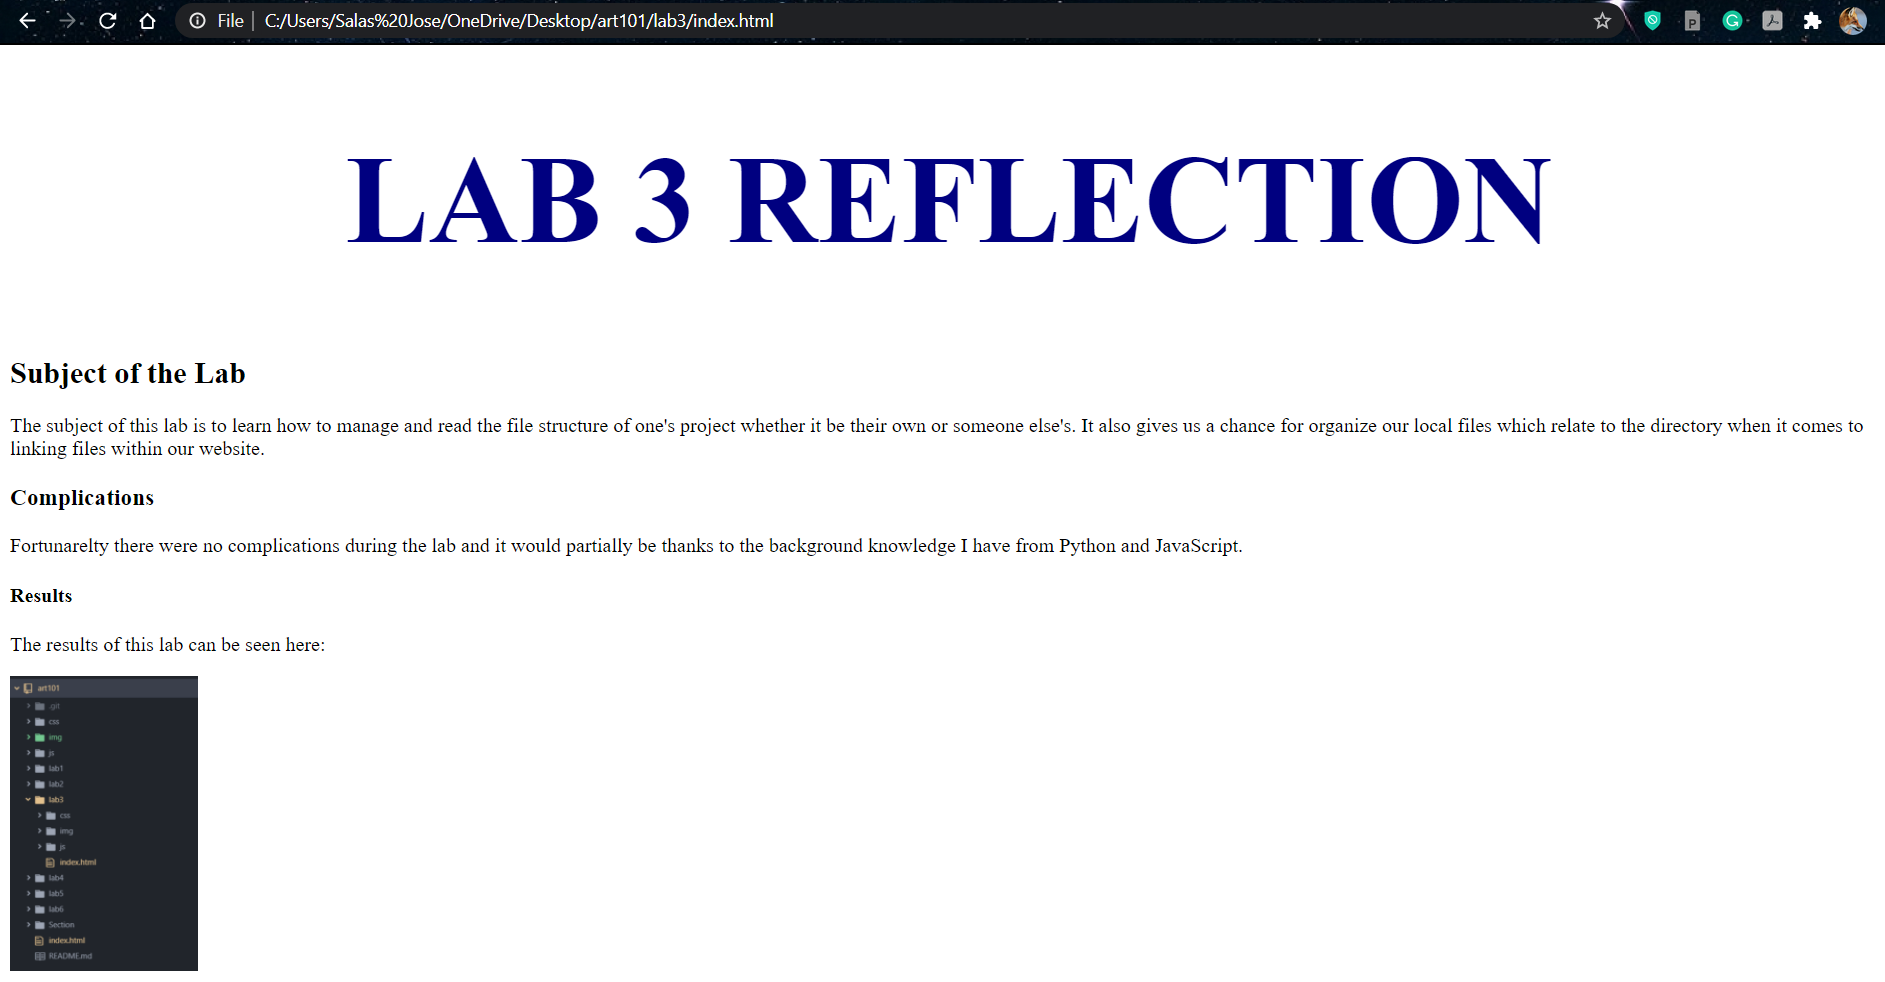 File C:/Users/Salas%20Jose/OneDrive/Desktop/art101/lab3/index.html
LAB 3 REFLECTION
Subject of the Lab
The subject of this lab is to learn how to manage and read the file structure of one's project whether it be their own or someone else's. It also gives us a chance for organize our local files which relate to the directory when it comes to
linking files within our website.
Complications
Fortunarelty there were no complications during the lab and it would partially be thanks to the background knowledge I have from Python and JavaScript.
Results
The results of this lab can be seen here:
art101
.git
css
img
js
lab1
lab2
lab3
css
img
js
index.html
lab4
lab5
lab6
Section
index.html
README.md